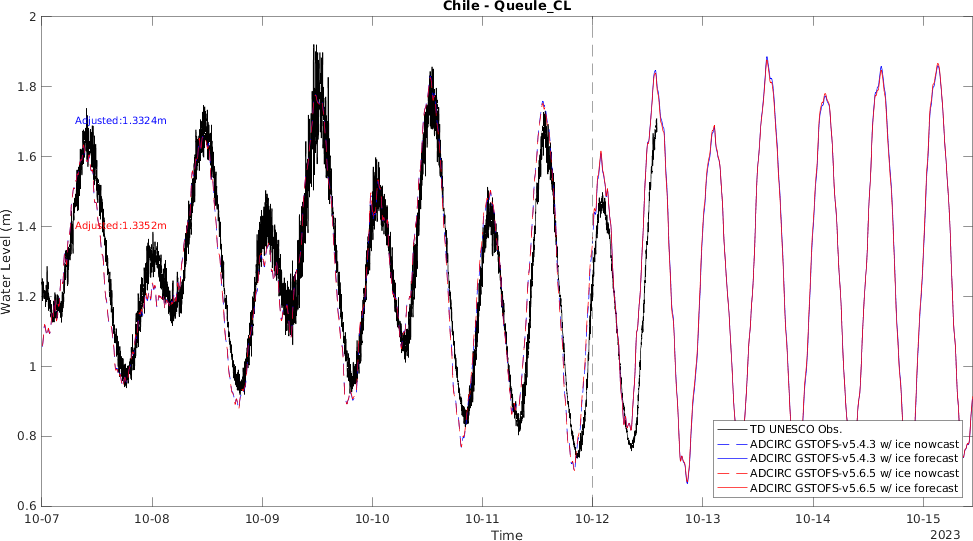 Chile - Queule_CL
2
1.8
1.6
1.4
1.2
1
0.8
0.6
Water Level (m)
Adjusted:1.3324m
Adjusted:1.3352m
TD UNESCO Obs.
ADCIRC GSTOFS-v5.4.3 w/ ice nowcast
ADCIRC GSTOFS-v5.4.3 w/ ice forecast
ADCIRC GSTOFS-v5.6.5 w/ ice nowcast
ADCIRC GSTOFS-v5.6.5 w/ ice forecast
10-07 10-08 10-09 10-10 10-11 10-12 10-13 10-14 10-15
Time
2023